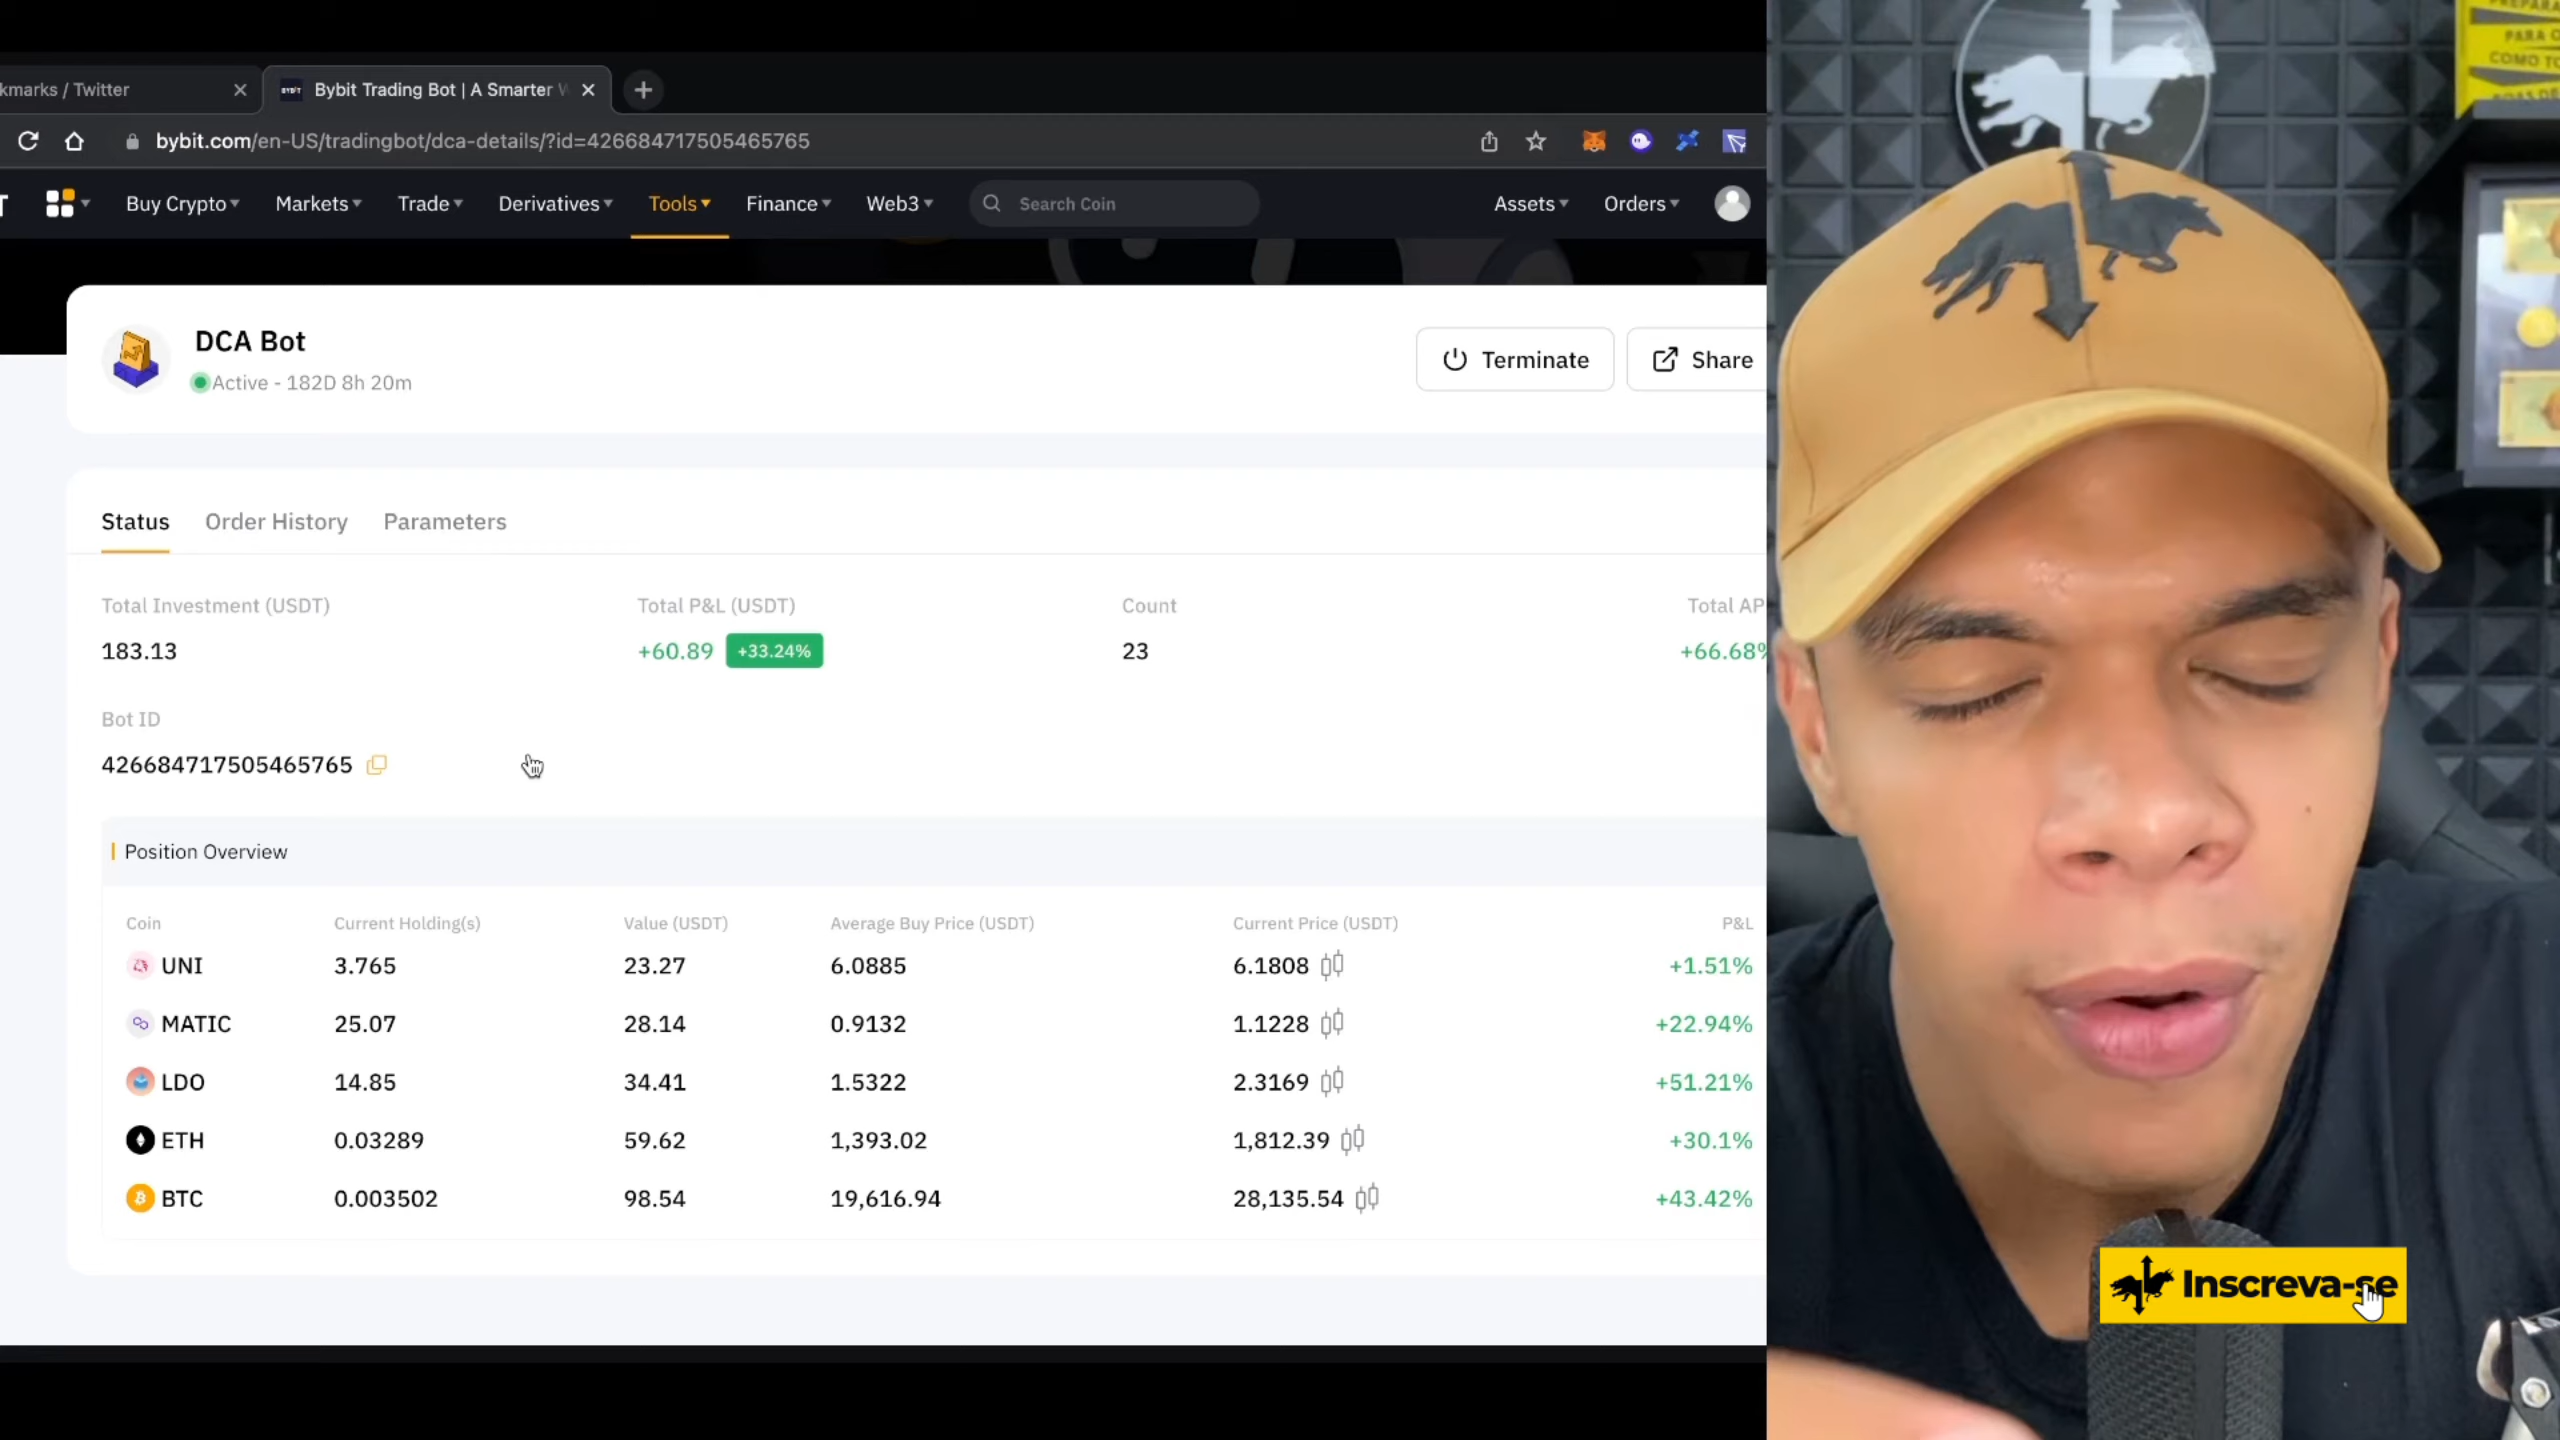 kmarks / Twitter
Bybit Trading Bot | A Smarter W
bybit.com/en-US/tradingbot/dca-details/?id=426684717505465765
T Buy Crypto Markets Trade Derivatives Tools Finance Web3 Search Coin Assets Orders
DCA Bot
Active - 182D 8h 20m
Terminate Share
Status Order History Parameters
Total Investment (USDT) Total P&L (USDT) Count Total AP
183.13 +60.89 +33.24% 23 +66.68%
Bot ID
426684717505465765
Position Overview
Coin Current Holding(s) Value (USDT) Average Buy Price (USDT) Current Price (USDT) P&L
UNI 3.765 23.27 6.0885 6.1808 +1.51%
MATIC 25.07 28.14 0.9132 1.1228 +22.94%
LDO 14.85 34.41 1.5322 2.3169 +51.21%
ETH 0.03289 59.62 1,393.02 1,812.39 +30.1%
BTC 0.003502 98.54 19,616.94 28,135.54 +43.42%
PARA O
COMO TO
Inscreva-se